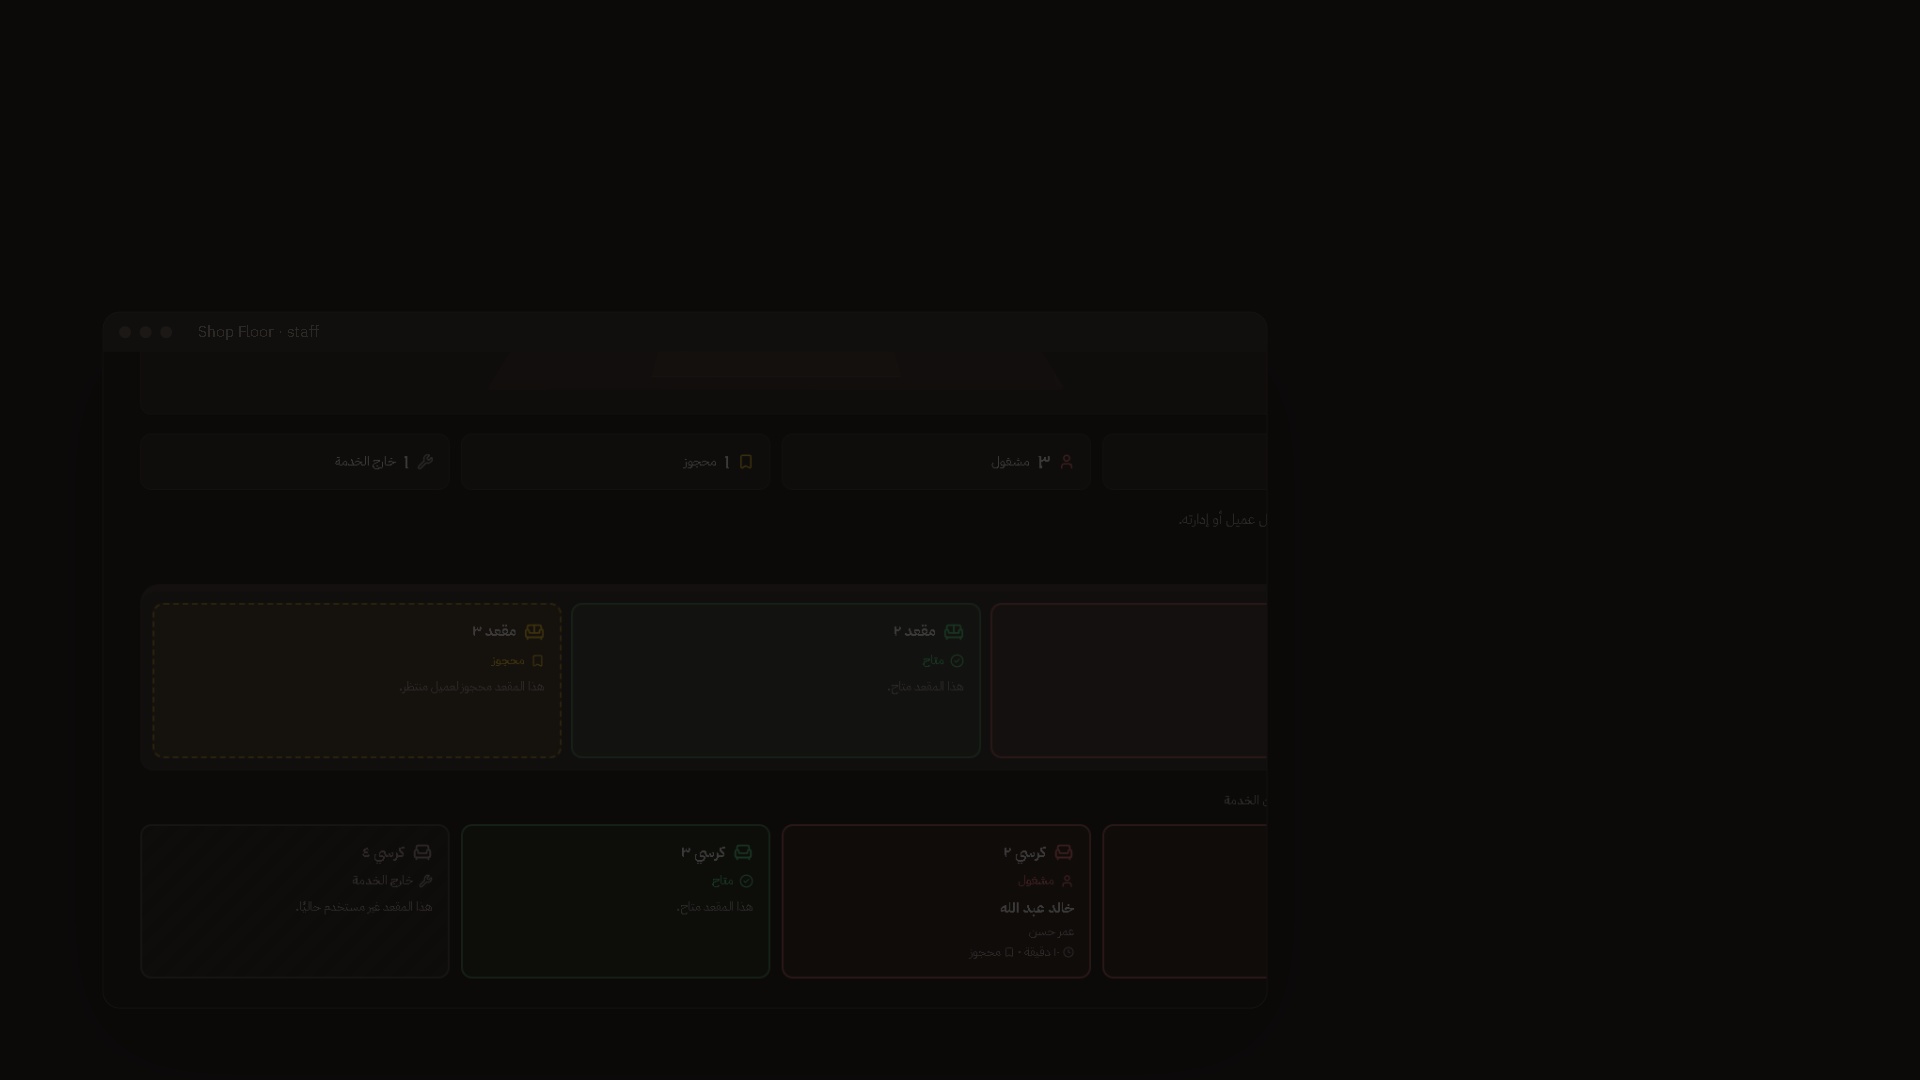 Shop Floor · staff
٣ مشغول
١ محجوز
١ خارج الخدمة
عميل أو إدارته.
مقعد ٢
متاح
هذا المقعد متاح.
مقعد ٣
محجوز
هذا المقعد محجوز لعميل منتظر.
الخدمة
كرسي ٢
مشغول
خالد عبد الله
عمر حسن
١٠ دقيقة • محجوز
كرسي ٣
متاح
هذا المقعد متاح.
كرسي ٤
خارج الخدمة
هذا المقعد غير مستخدم حاليًا.